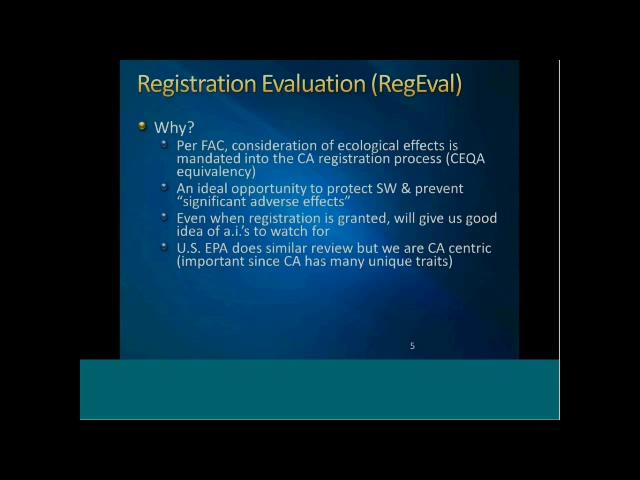 Registration Evaluation (RegEval)
Why?
Per FAC, consideration of ecological effects is
mandated into the CA registration process (CEQA
equivalency)
An ideal opportunity to protect SW & prevent
“significant adverse effects”
Even when registration is granted, will give us good
idea of a.i.’s to watch for
U.S. EPA does similar review but we are CA centric
(important since CA has many unique traits)
5